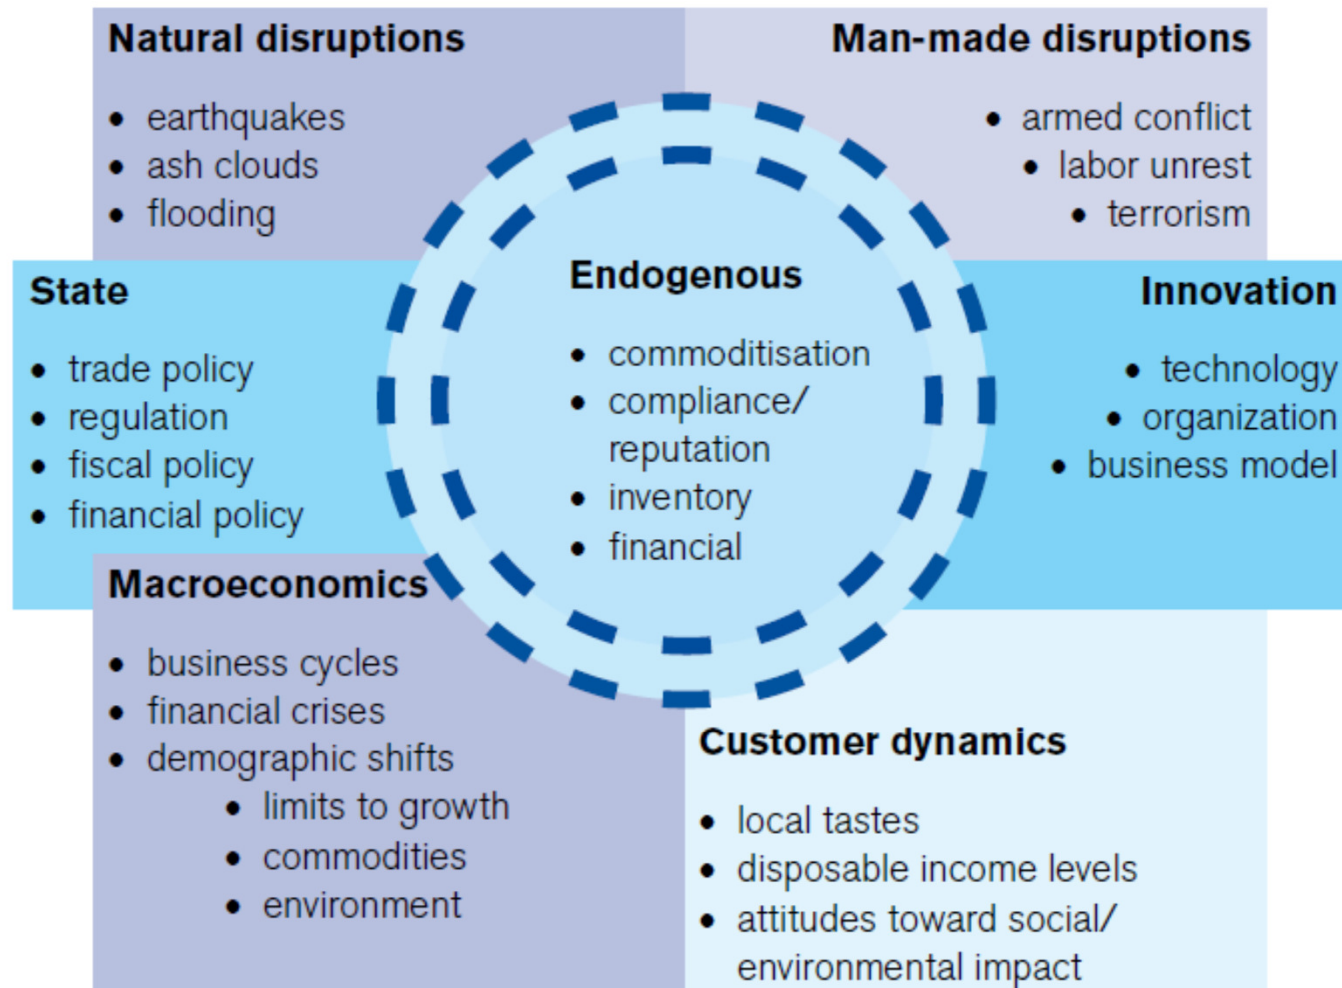 Natural disruptions
• earthquakes
• ash clouds
• flooding
Man-made disruptions
• armed conflict
• labor unrest
• terrorism
State
• trade policy
• regulation
• fiscal policy
• financial policy
Endogenous
• commoditisation
• compliance/
reputation
• inventory
• financial
Innovation
• technology
• organization
• business model
Macroeconomics
• business cycles
• financial crises
• demographic shifts
• limits to growth
• commodities
• environment
Customer dynamics
• local tastes
• disposable income levels
• attitudes toward social/
environmental impact